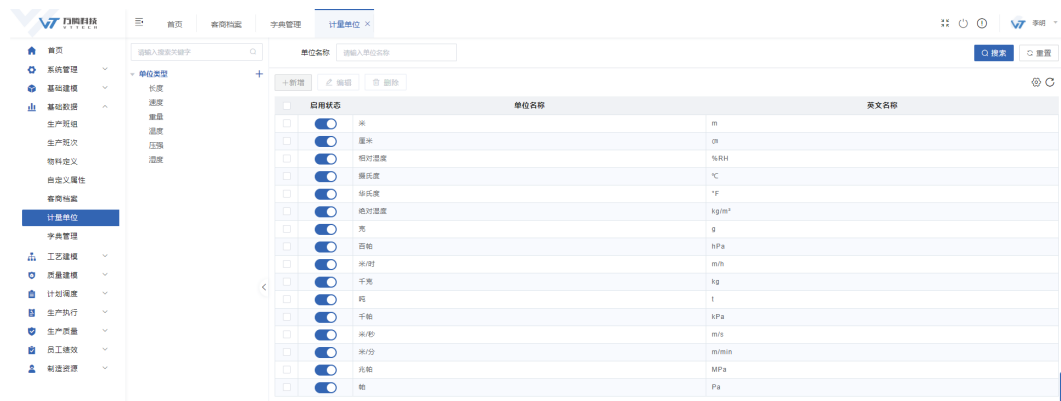 万腾科技
VTTECH
首页
客商档案
字典管理
计量单位 ×
李明
首页
系统管理
基础建模
基础数据
生产班组
生产班次
物料定义
自定义属性
客商档案
计量单位
字典管理
工艺建模
质量建模
计划调度
生产执行
生产质量
员工绩效
制造资源
请输入搜索关键字
单位类型
长度
速度
重量
温度
压强
湿度
单位名称 请输入单位名称
搜索 重置
+新增 编辑 删除
启用状态 单位名称 英文名称
米 m
厘米 cm
相对湿度 %RH
摄氏度 ℃
华氏度 °F
绝对湿度 kg/m³
克 g
百帕 hPa
米/时 m/h
千克 kg
吨 t
千帕 kPa
米/秒 m/s
米/分 m/min
兆帕 MPa
帕 Pa